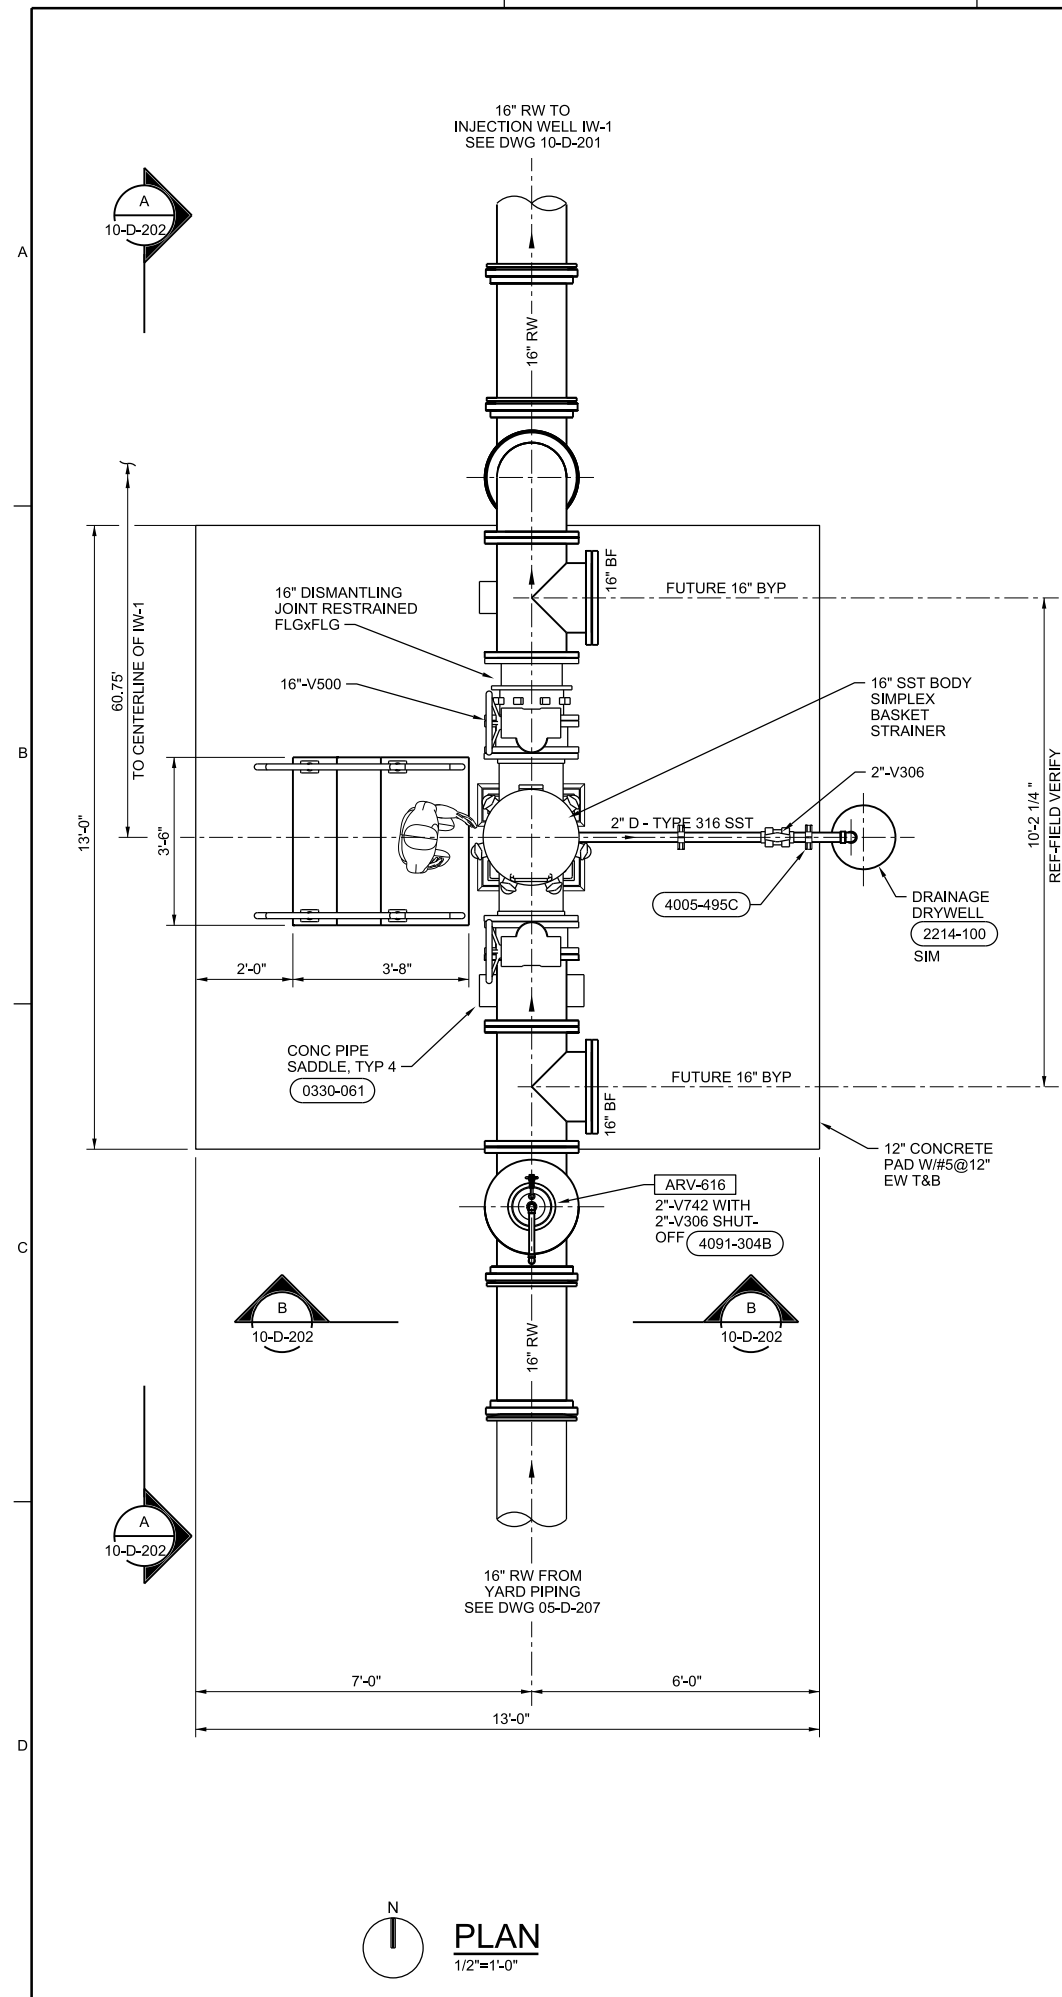 16" RW TO
INJECTION WELL IW-1
SEE DWG 10-D-201
A
10-D-202
A
16" RW
B
60.75'
TO CENTERLINE OF IW-1
13'-0"
3'-6"
16" DISMANTLING
JOINT RESTRAINED
FLGxFLG
16"-V500
16" BF
FUTURE 16" BYP
16" SST BODY
SIMPLEX
BASKET
STRAINER
2"-V306
2" D - TYPE 316 SST
4005-495C
DRAINAGE
DRYWELL
2214-100
SIM
10'-2 1/4 "
REF-FIELD VERIFY
2'-0"
3'-8"
CONC PIPE
SADDLE, TYP 4
0330-061
FUTURE 16" BYP
16" BF
12" CONCRETE
PAD W/#5@12"
EW T&B
ARV-616
2"-V742 WITH
2"-V306 SHUT-
OFF 4091-304B
C
B
10-D-202
B
10-D-202
16" RW
A
10-D-202
16" RW FROM
YARD PIPING
SEE DWG 05-D-207
7'-0"
6'-0"
13'-0"
D
N
PLAN
1/2"=1'-0"